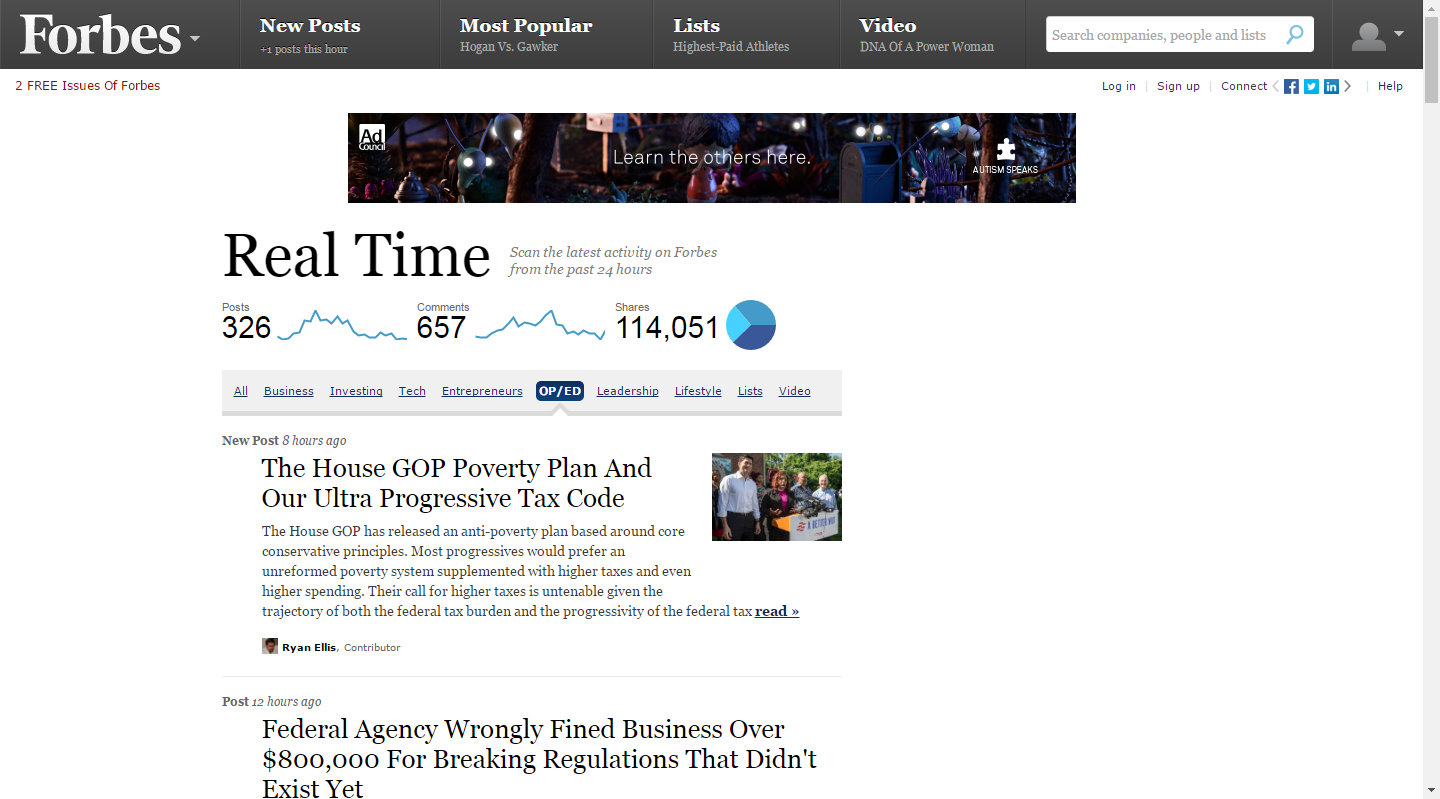 Forbes
New Posts
+1 posts this hour
Most Popular
Hogan Vs. Gawker
Lists
Highest-Paid Athletes
Video
DNA Of A Power Woman
Search companies, people and lists
2 FREE Issues Of Forbes
Log in
Sign up
Connect
Help
Ad
Council
Learn the others here.
AUTISM SPEAKS
Real Time
Scan the latest activity on Forbes
from the past 24 hours
Posts
326
Comments
657
Shares
114,051
All Business Investing Tech Entrepreneurs OP/ED Leadership Lifestyle Lists Video
New Post 8 hours ago
The House GOP Poverty Plan And
Our Ultra Progressive Tax Code
The House GOP has released an anti-poverty plan based around core
conservative principles. Most progressives would prefer an
unreformed poverty system supplemented with higher taxes and even
higher spending. Their call for higher taxes is untenable given the
trajectory of both the federal tax burden and the progressivity of the federal tax read »
A BETTER WAY
Ryan Ellis, Contributor
Post 12 hours ago
Federal Agency Wrongly Fined Business Over
$800,000 For Breaking Regulations That Didn't
Exist Yet